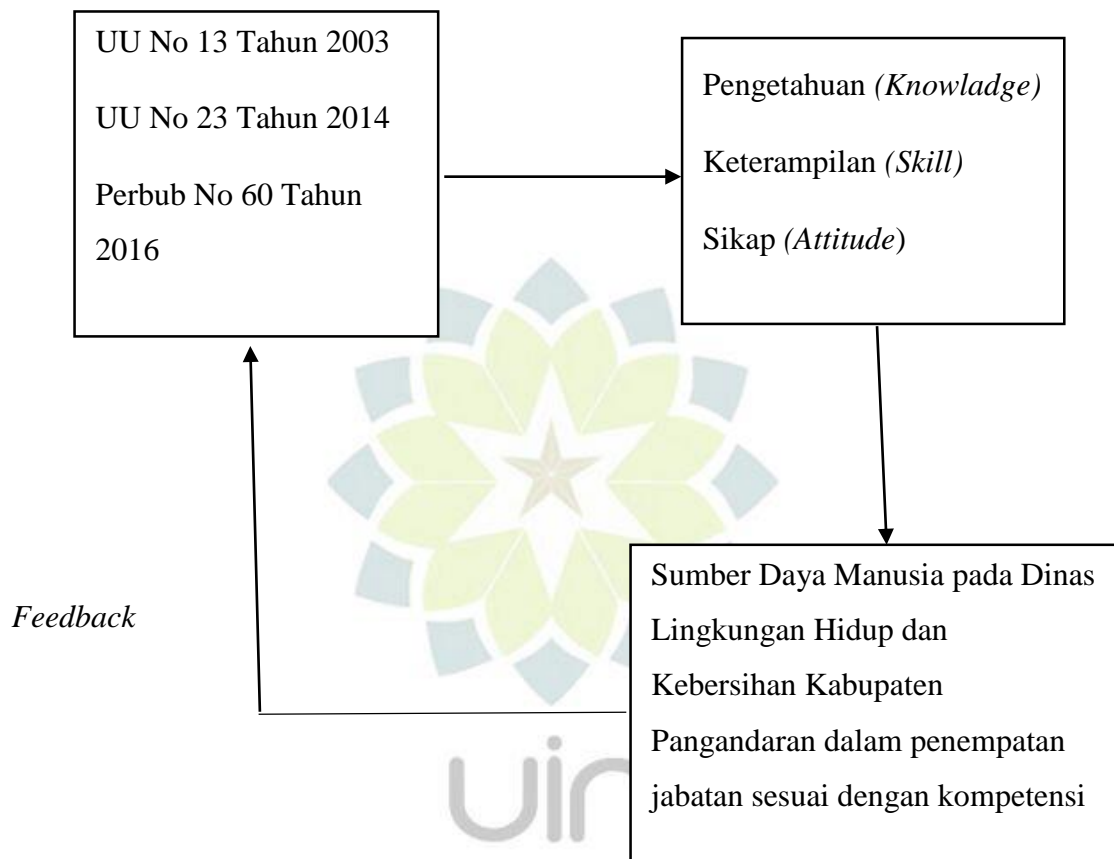 UU No 13 Tahun 2003
UU No 23 Tahun 2014
Perbub No 60 Tahun
2016
Pengetahuan (Knowladge)
Keterampilan (Skill)
Sikap (Attitude)
Feedback
Sumber Daya Manusia pada Dinas
Lingkungan Hidup dan
Kebersihan Kabupaten
Pangandaran dalam penempatan
jabatan sesuai dengan kompetensi